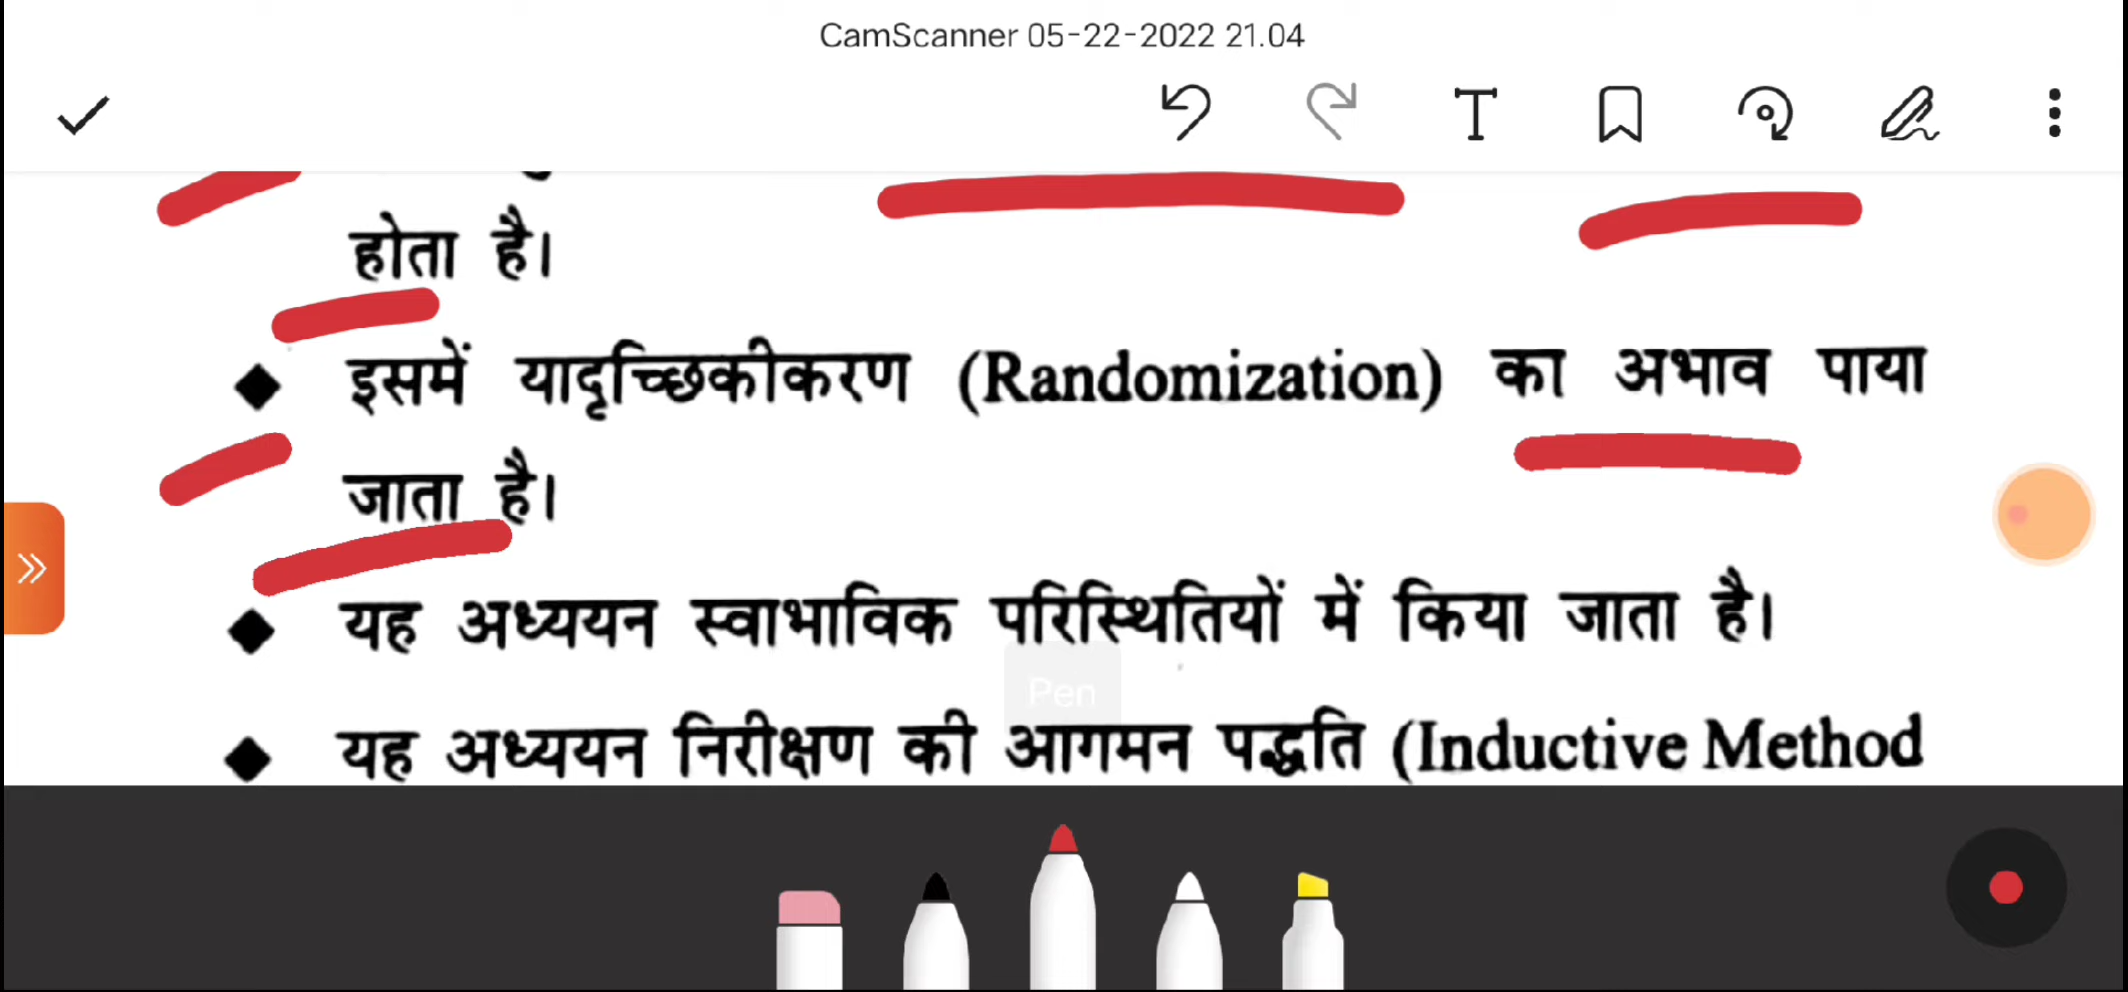 CamScanner 05-22-2022 21.04
होता है।
◆ इसमें यादृच्छिकीकरण (Randomization) का अभाव पाया
जाता है।
◆ यह अध्ययन स्वाभाविक परिस्थितियों में किया जाता है।
Pen
◆ यह अध्ययन निरीक्षण की आगमन पद्धति (Inductive Method